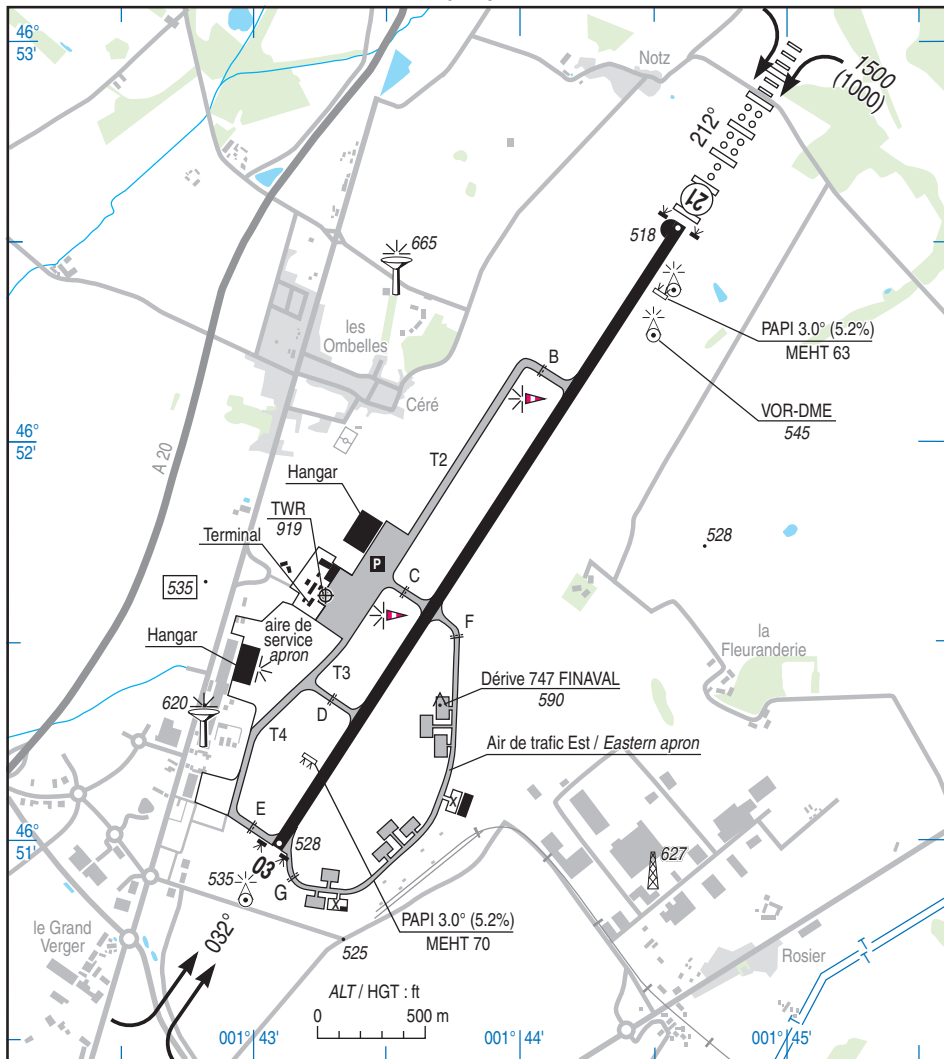 46°
53'
Notz
1500
(1000)
212°
21
518
665
PAPI 3.0° (5.2%)
MEHT 63
les
Ombelles
B
Céré
VOR-DME
545
46°
52'
A 20
T2
Hangar
TWR
919
528
Terminal
P
C
535
F
aire de
service
apron
la
Fleuranderie
Hangar
T3
Dérive 747 FINAVAL
590
620
D
T4
Air de trafic Est / Eastern apron
X
E
46°
51'
528
03
627
535
G
X
PAPI 3.0° (5.2%)
MEHT 70
le Grand
Verger
032°
525
Rosier
T
T
ALT / HGT : ft
0 500 m
001° 43' 001° 44' 001° 45'